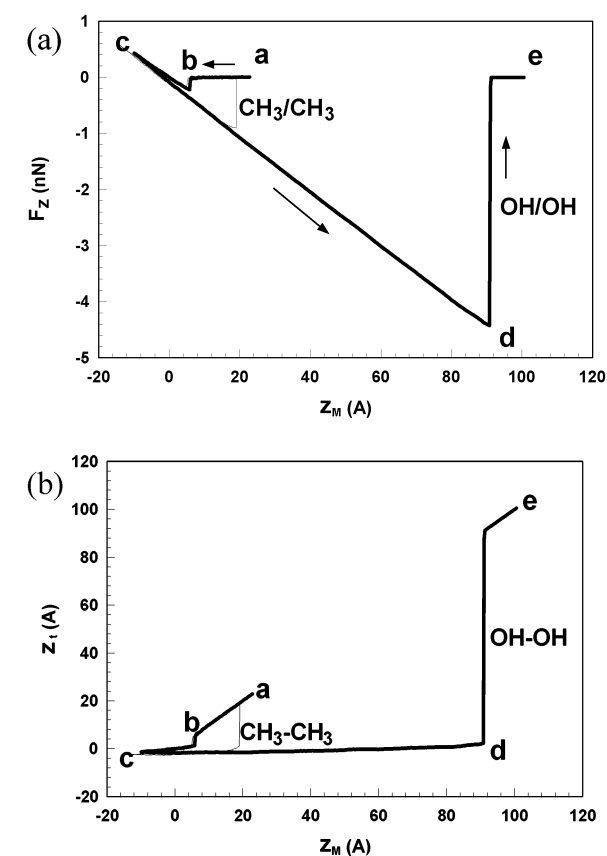 (a)
1
0
-1
-2
-3
-4
-5
F_Z (nN)
c
b
a
e
CH3/CH3
OH/OH
d
-20 0 20 40 60 80 100 120
Z_M (A)
(b)
120
100
80
60
40
20
0
-20
Z_t (A)
e
OH-OH
a
b
CH3-CH3
c
d
-20 0 20 40 60 80 100 120
Z_M (A)